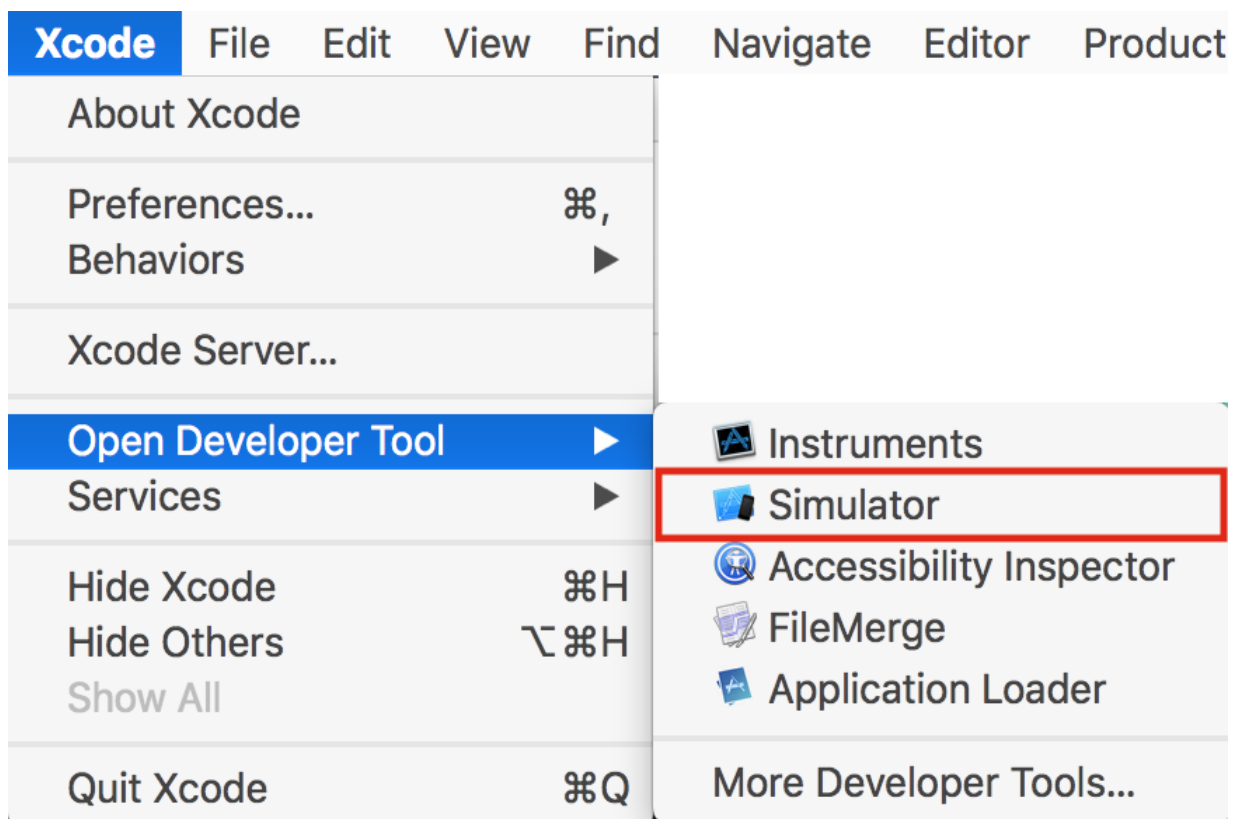 Xcode File Edit View Find Navigate Editor Product
About Xcode
Preferences... ⌘,
Behaviors ▶
Xcode Server...
Open Developer Tool ▶
Services ▶
Hide Xcode ⌘H
Hide Others ⌥⌘H
Show All
Quit Xcode ⌘Q
Instruments
Simulator
Accessibility Inspector
FileMerge
Application Loader
More Developer Tools...